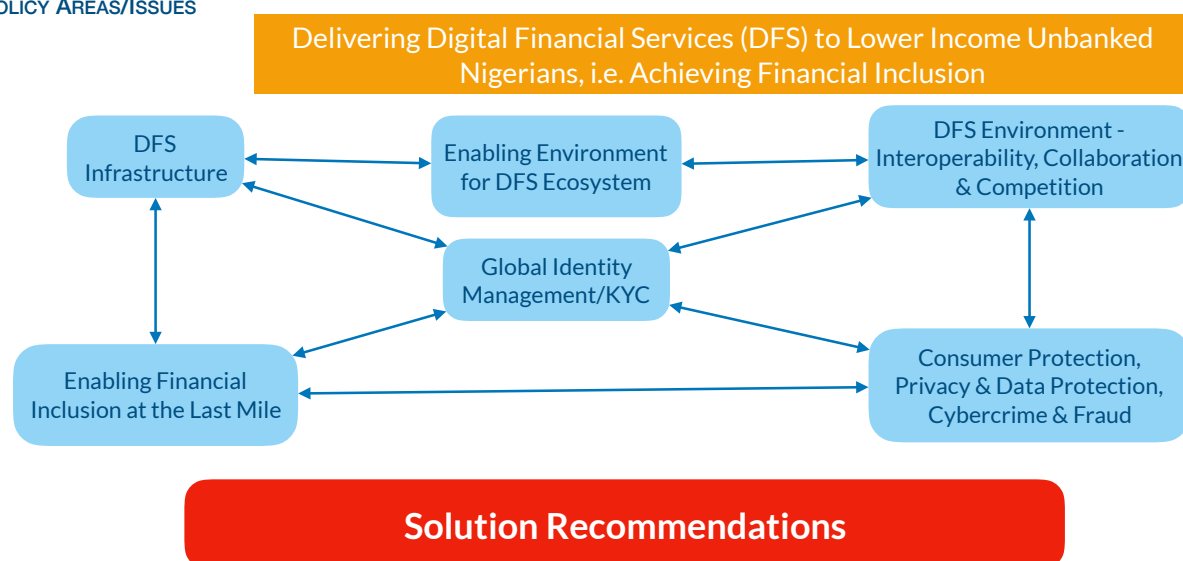 OLICY AREAS/ISSUES
Delivering Digital Financial Services (DFS) to Lower Income Unbanked
Nigerians, i.e. Achieving Financial Inclusion
DFS
Infrastructure
Enabling Environment
for DFS Ecosystem
DFS Environment -
Interoperability, Collaboration
& Competition
Global Identity
Management/KYC
Enabling Financial
Inclusion at the Last Mile
Consumer Protection,
Privacy & Data Protection,
Cybercrime & Fraud
Solution Recommendations